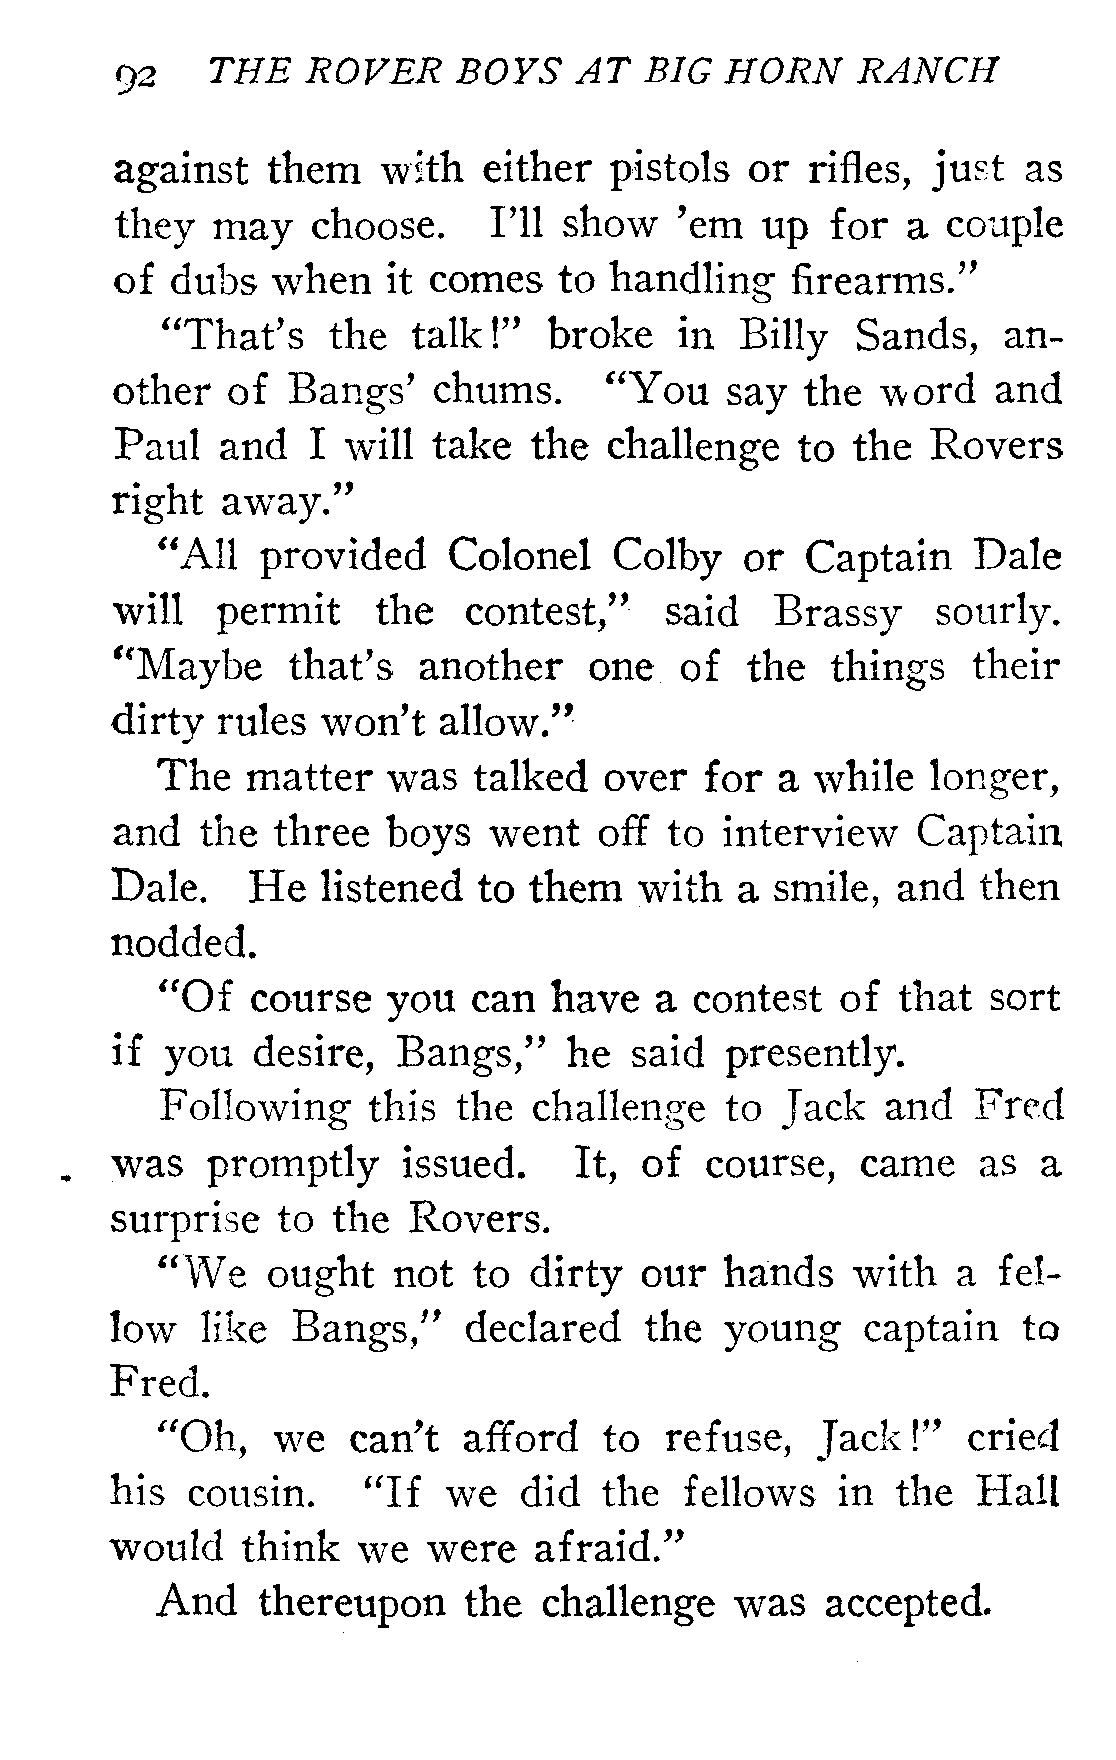 92 THE ROVER BOYS AT BIG HORN RANCH
against them with either pistols or rifles, just as
they may choose. I'll show 'em up for a couple
of dubs when it comes to handling firearms."
"That's the talk!" broke in Billy Sands, an-
other of Bangs' chums. "You say the word and
Paul and I will take the challenge to the Rovers
right away."
"All provided Colonel Colby or Captain Dale
will permit the contest," said Brassy sourly.
"Maybe that's another one of the things their
dirty rules won't allow."
The matter was talked over for a while longer,
and the three boys went off to interview Captain
Dale. He listened to them with a smile, and then
nodded.
"Of course you can have a contest of that sort
if you desire, Bangs," he said presently.
Following this the challenge to Jack and Fred
was promptly issued. It, of course, came as a
surprise to the Rovers.
"We ought not to dirty our hands with a fel-
low like Bangs," declared the young captain to
Fred.
"Oh, we can't afford to refuse, Jack!" cried
his cousin. "If we did the fellows in the Hall
would think we were afraid."
And thereupon the challenge was accepted.